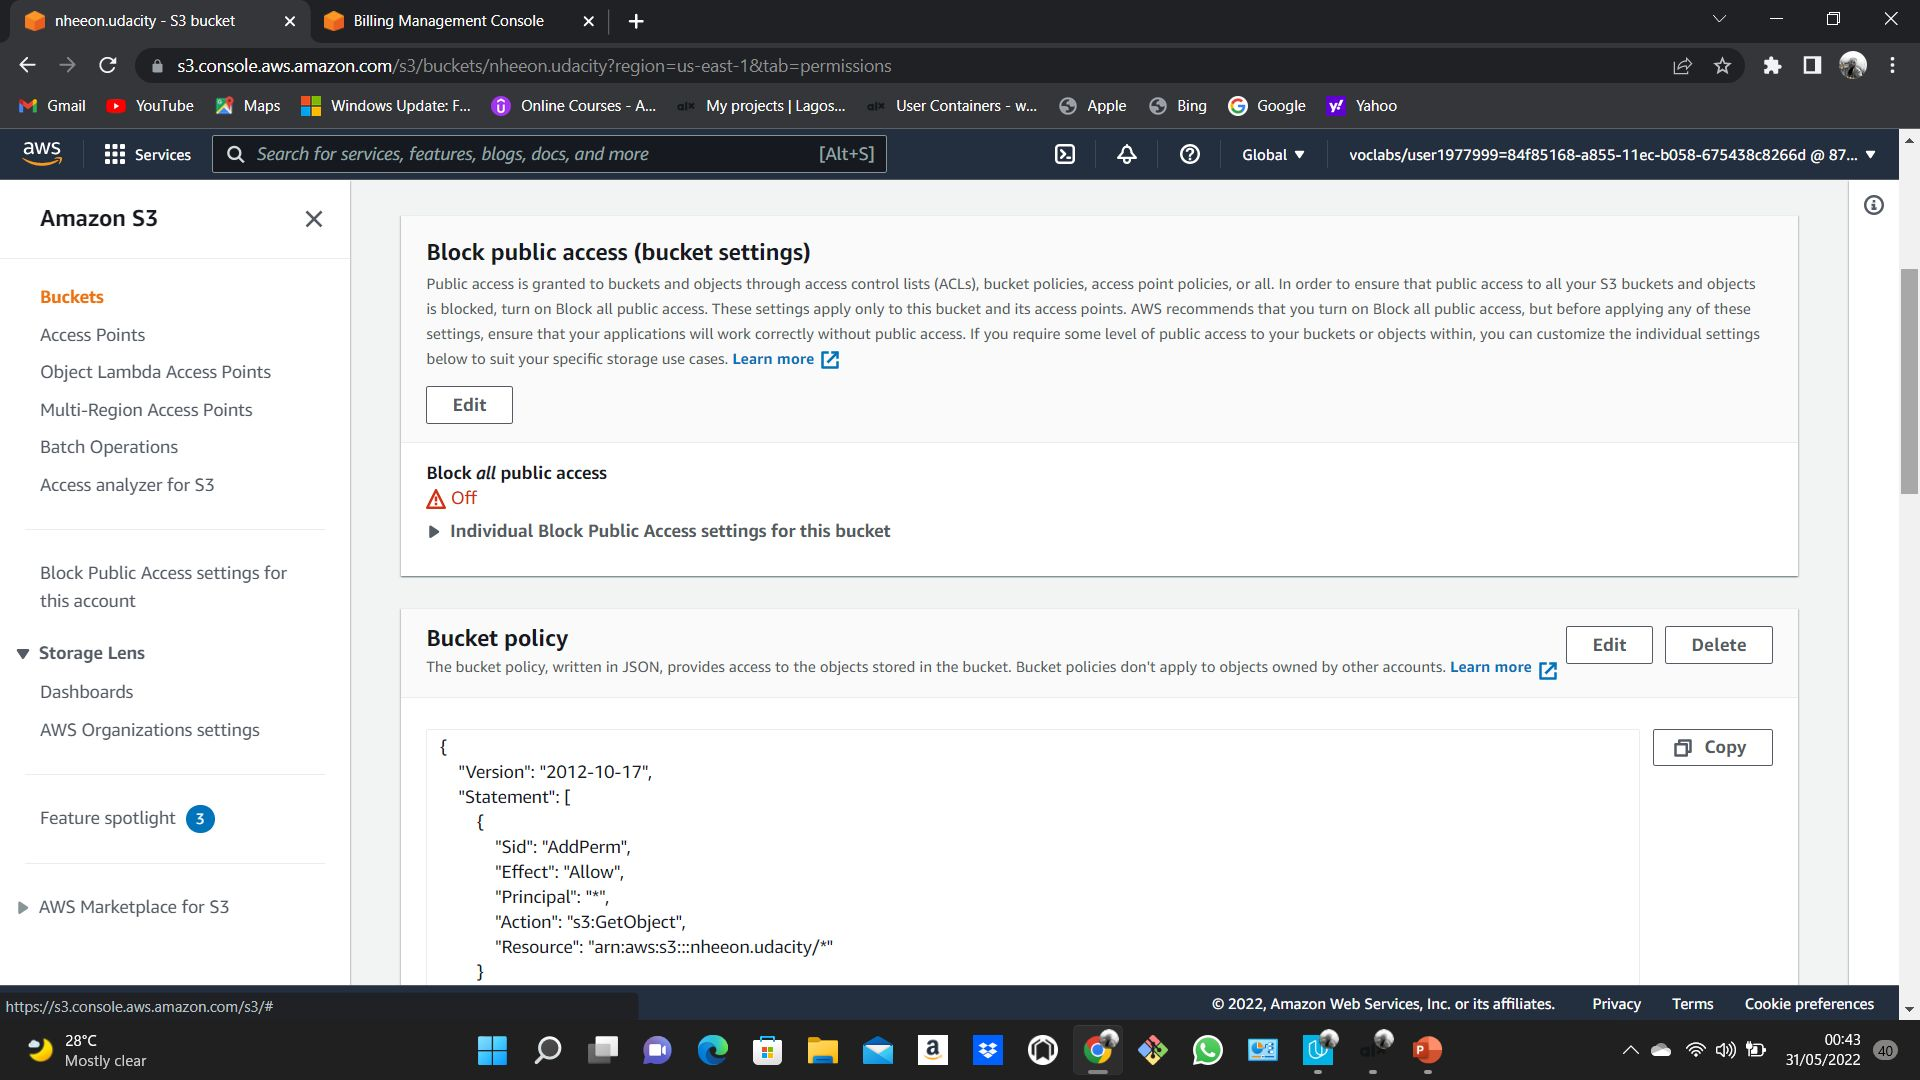 nheeon.udacity - S3 bucket
Billing Management Console
s3.console.aws.amazon.com/s3/buckets/nheeon.udacity?region=us-east-1&tab=permissions
Gmail
YouTube
Maps
Windows Update: F...
Online Courses - A...
alx My projects | Lagos...
alx User Containers - w...
Apple
Bing
Google
Yahoo
aws
Services
Search for services, features, blogs, docs, and more [Alt+S]
Global
voclabs/user1977999=84f85168-a855-11ec-b058-675438c8266d @ 87...
Amazon S3
Buckets
Access Points
Object Lambda Access Points
Multi-Region Access Points
Batch Operations
Access analyzer for S3
Block Public Access settings for
this account
Storage Lens
Dashboards
AWS Organizations settings
Feature spotlight 3
AWS Marketplace for S3
Block public access (bucket settings)
Public access is granted to buckets and objects through access control lists (ACLs), bucket policies, access point policies, or all. In order to ensure that public access to all your S3 buckets and objects
is blocked, turn on Block all public access. These settings apply only to this bucket and its access points. AWS recommends that you turn on Block all public access, but before applying any of these
settings, ensure that your applications will work correctly without public access. If you require some level of public access to your buckets or objects within, you can customize the individual settings
below to suit your specific storage use cases. Learn more
Edit
Block all public access
Off
Individual Block Public Access settings for this bucket
Bucket policy
The bucket policy, written in JSON, provides access to the objects stored in the bucket. Bucket policies don't apply to objects owned by other accounts. Learn more
Edit
Delete
Copy
{
"Version": "2012-10-17",
"Statement": [
{
"Sid": "AddPerm",
"Effect": "Allow",
"Principal": "*",
"Action": "s3:GetObject",
"Resource": "arn:aws:s3:::nheeon.udacity/*"
}
https://s3.console.aws.amazon.com/s3/#
© 2022, Amazon Web Services, Inc. or its affiliates.
Privacy
Terms
Cookie preferences
28°C
Mostly clear
00:43
31/05/2022
40